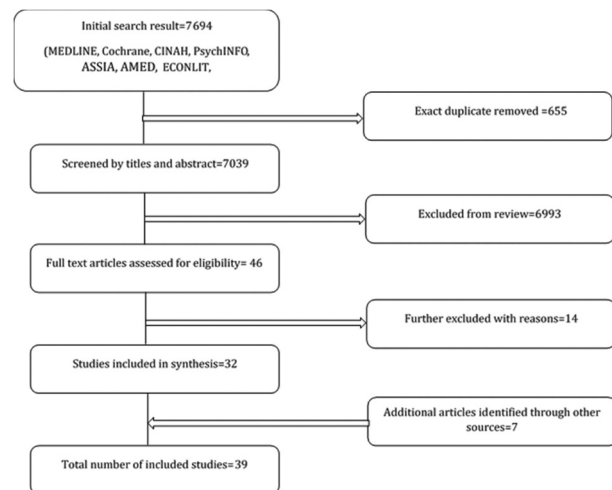 Initial search result=7694
(MEDLINE, Cochrane, CINAH, PsychINFO,
ASSIA, AMED, ECONLIT,
Exact duplicate removed =655
Screened by titles and abstract=7039
Excluded from review=6993
Full text articles assessed for eligibility= 46
Further excluded with reasons=14
Studies included in synthesis=32
Additional articles identified through other
sources=7
Total number of included studies=39